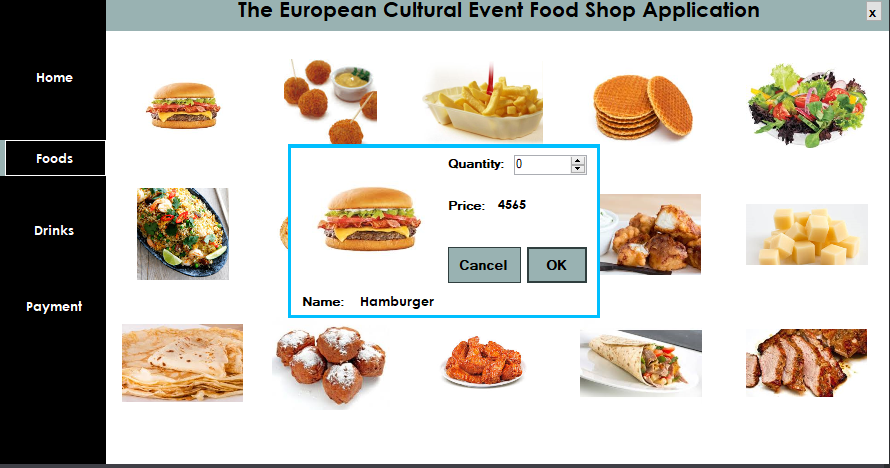 The European Cultural Event Food Shop Application
x
Home
Foods
Drinks
Payment
Quantity: 0
Price: 4565
Cancel OK
Name: Hamburger